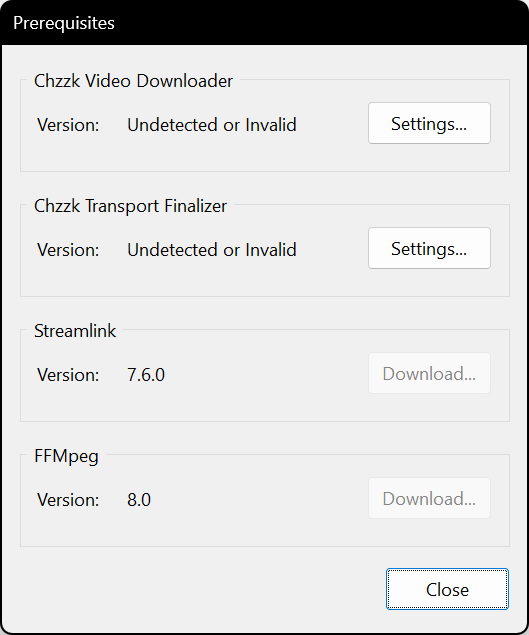 Prerequisites
Chzzk Video Downloader
Version: Undetected or Invalid Settings...
Chzzk Transport Finalizer
Version: Undetected or Invalid Settings...
Streamlink
Version: 7.6.0 Download...
FFMpeg
Version: 8.0 Download...
Close